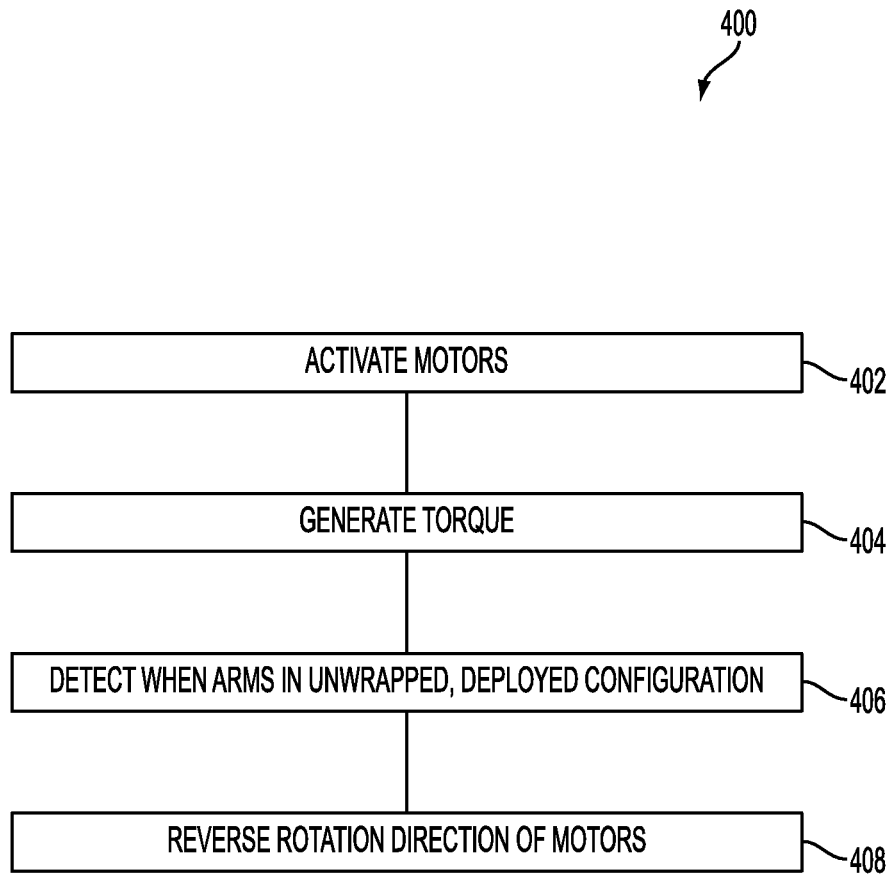 400
ACTIVATE MOTORS
402
GENERATE TORQUE
404
DETECT WHEN ARMS IN UNWRAPPED, DEPLOYED CONFIGURATION
406
REVERSE ROTATION DIRECTION OF MOTORS
408